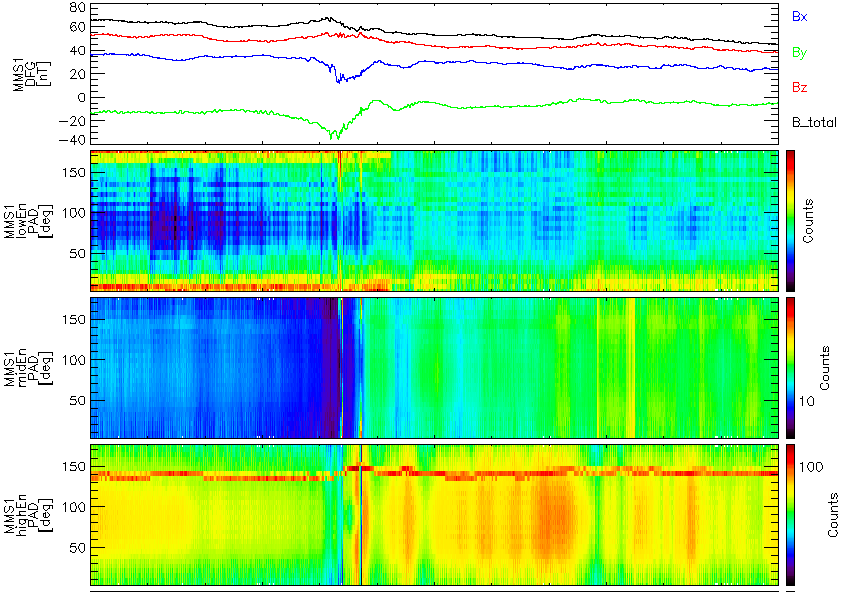 80
60
40
20
0
−20
−40
MMS1
DFG
[nT]
Bx
By
Bz
B_total
150
100
50
MMS1
lowEn
PAD
[deg]
Counts
150
100
50
MMS1
midEn
PAD
[deg]
10
Counts
150
100
50
MMS1
highEn
PAD
[deg]
100
Counts